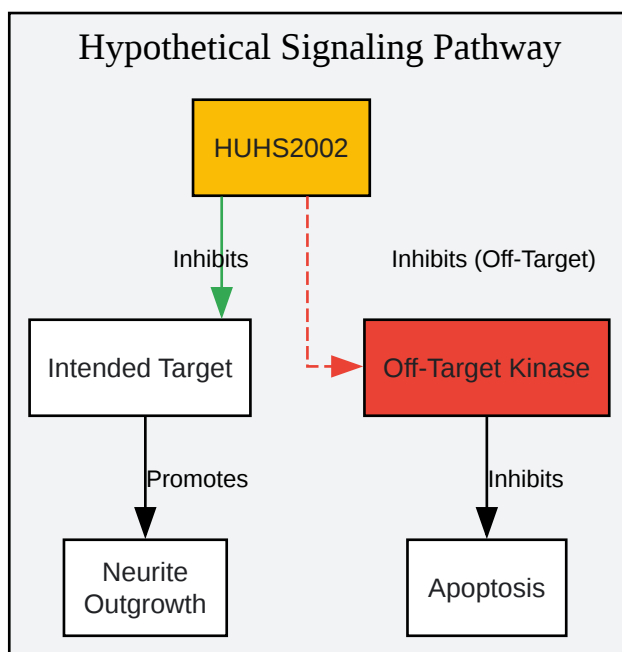 Hypothetical Signaling Pathway
HUHS2002
Inhibits
Inhibits (Off-Target)
Intended Target
Off-Target Kinase
Promotes
Inhibits
Neurite
Outgrowth
Apoptosis